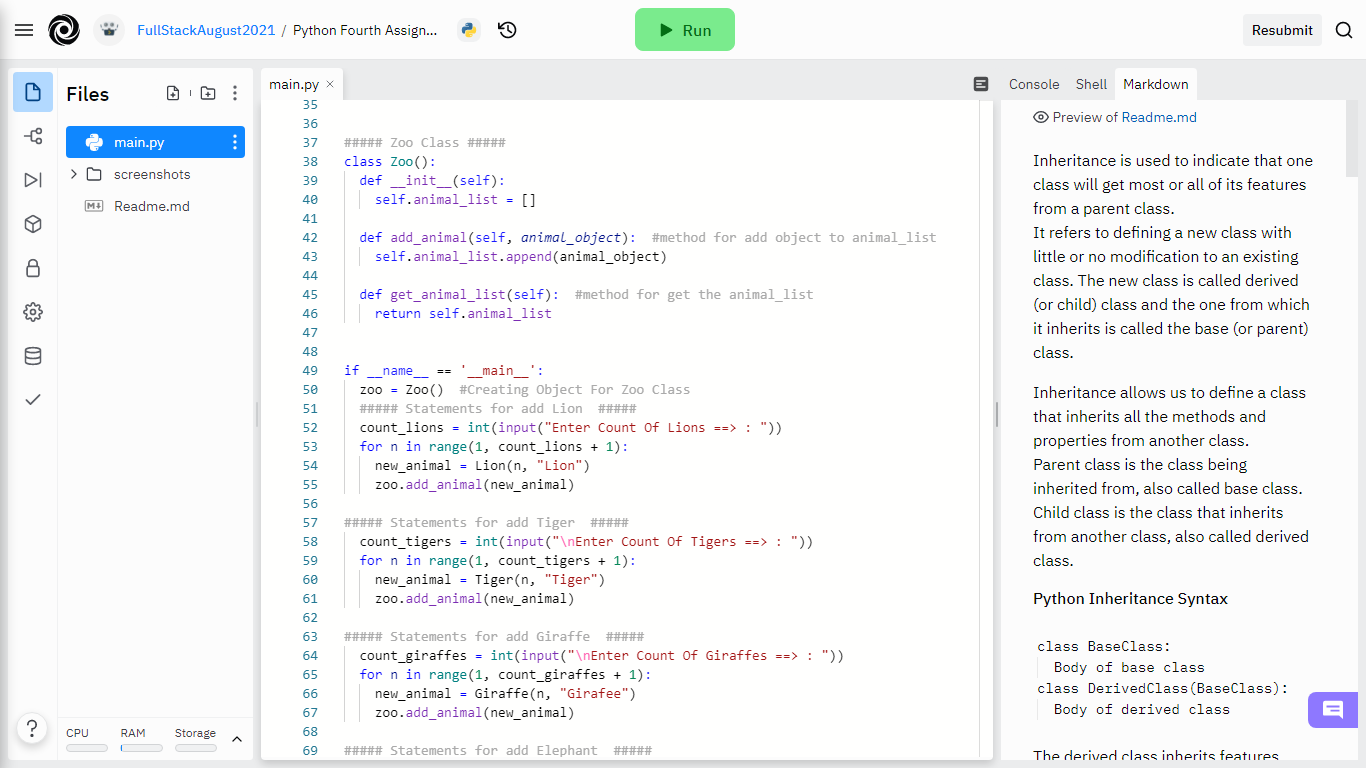 FullStackAugust2021 / Python Fourth Assign...
Run
Resubmit
Files
main.py
screenshots
Readme.md
CPU RAM Storage
main.py
35
36
37 ##### Zoo Class #####
38 class Zoo():
39 def __init__(self):
40 self.animal_list = []
41
42 def add_animal(self, animal_object): #method for add object to animal_list
43 self.animal_list.append(animal_object)
44
45 def get_animal_list(self): #method for get the animal_list
46 return self.animal_list
47
48
49 if __name__ == '__main__':
50 zoo = Zoo() #Creating Object For Zoo Class
51 ##### Statements for add Lion #####
52 count_lions = int(input("Enter Count Of Lions ==> : "))
53 for n in range(1, count_lions + 1):
54 new_animal = Lion(n, "Lion")
55 zoo.add_animal(new_animal)
56
57 ##### Statements for add Tiger #####
58 count_tigers = int(input("\nEnter Count Of Tigers ==> : "))
59 for n in range(1, count_tigers + 1):
60 new_animal = Tiger(n, "Tiger")
61 zoo.add_animal(new_animal)
62
63 ##### Statements for add Giraffe #####
64 count_giraffes = int(input("\nEnter Count Of Giraffes ==> : "))
65 for n in range(1, count_giraffes + 1):
66 new_animal = Giraffe(n, "Girafee")
67 zoo.add_animal(new_animal)
68
69 ##### Statements for add Elephant #####
Console Shell Markdown
Preview of Readme.md
Inheritance is used to indicate that one
class will get most or all of its features
from a parent class.
It refers to defining a new class with
little or no modification to an existing
class. The new class is called derived
(or child) class and the one from which
it inherits is called the base (or parent)
class.
Inheritance allows us to define a class
that inherits all the methods and
properties from another class.
Parent class is the class being
inherited from, also called base class.
Child class is the class that inherits
from another class, also called derived
class.
Python Inheritance Syntax
class BaseClass:
Body of base class
class DerivedClass(BaseClass):
Body of derived class
The derived class inherits features